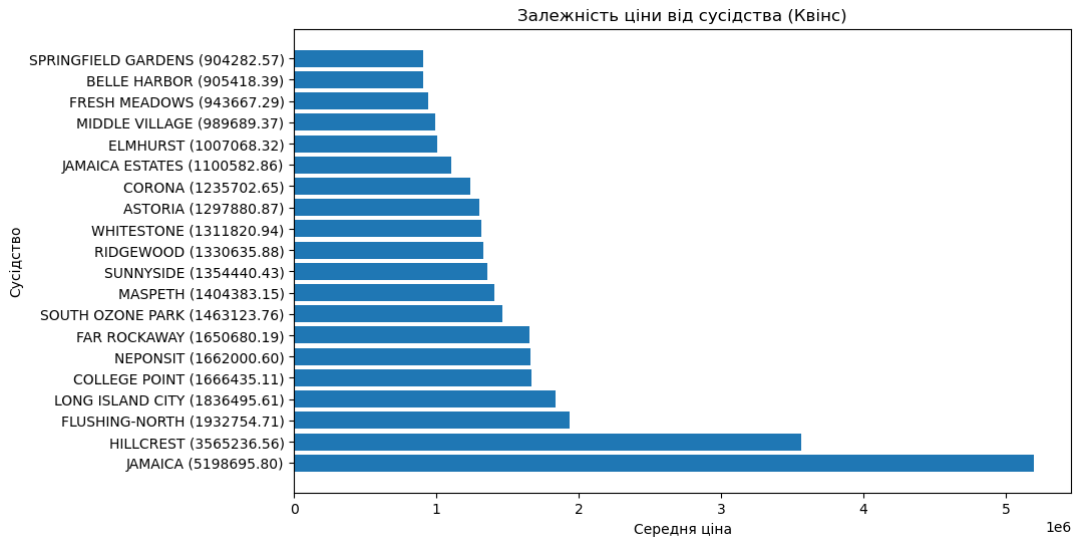 Залежність ціни від сусідства (Квінс)
Сусідство
SPRINGFIELD GARDENS (904282.57)
BELLE HARBOR (905418.39)
FRESH MEADOWS (943667.29)
MIDDLE VILLAGE (989689.37)
ELMHURST (1007068.32)
JAMAICA ESTATES (1100582.86)
CORONA (1235702.65)
ASTORIA (1297880.87)
WHITESTONE (1311820.94)
RIDGEWOOD (1330635.88)
SUNNYSIDE (1354440.43)
MASPETH (1404383.15)
SOUTH OZONE PARK (1463123.76)
FAR ROCKAWAY (1650680.19)
NEPONSIT (1662000.60)
COLLEGE POINT (1666435.11)
LONG ISLAND CITY (1836495.61)
FLUSHING-NORTH (1932754.71)
HILLCREST (3565236.56)
JAMAICA (5198695.80)
0 1 2 3 4 5
1e6
Середня ціна